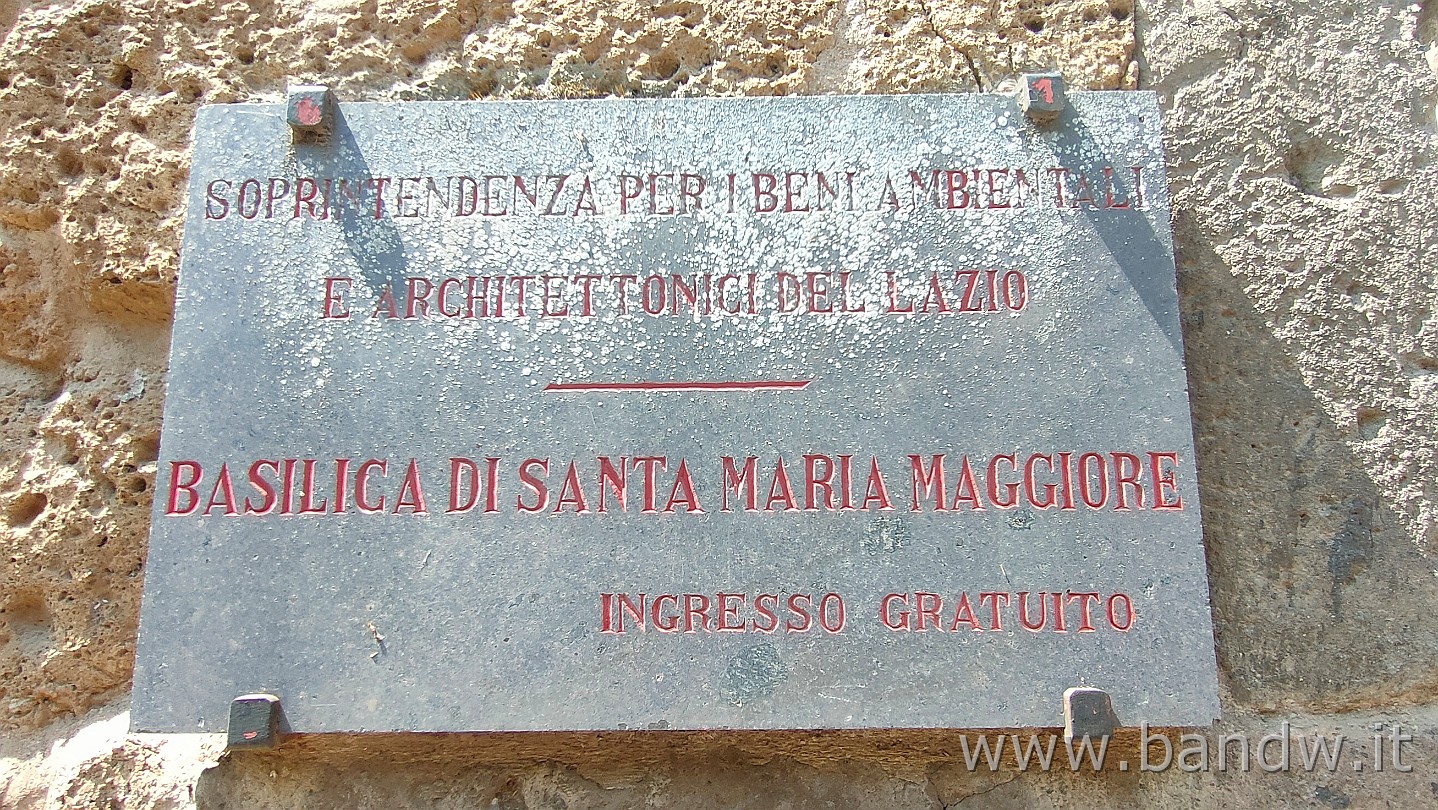 SOPRINTENDENZA PER I BENI AMBIENTALI
E ARCHITETTONICI DEL LAZIO
BASILICA DI SANTA MARIA MAGGIORE
INGRESSO GRATUITO
www.bandw.it